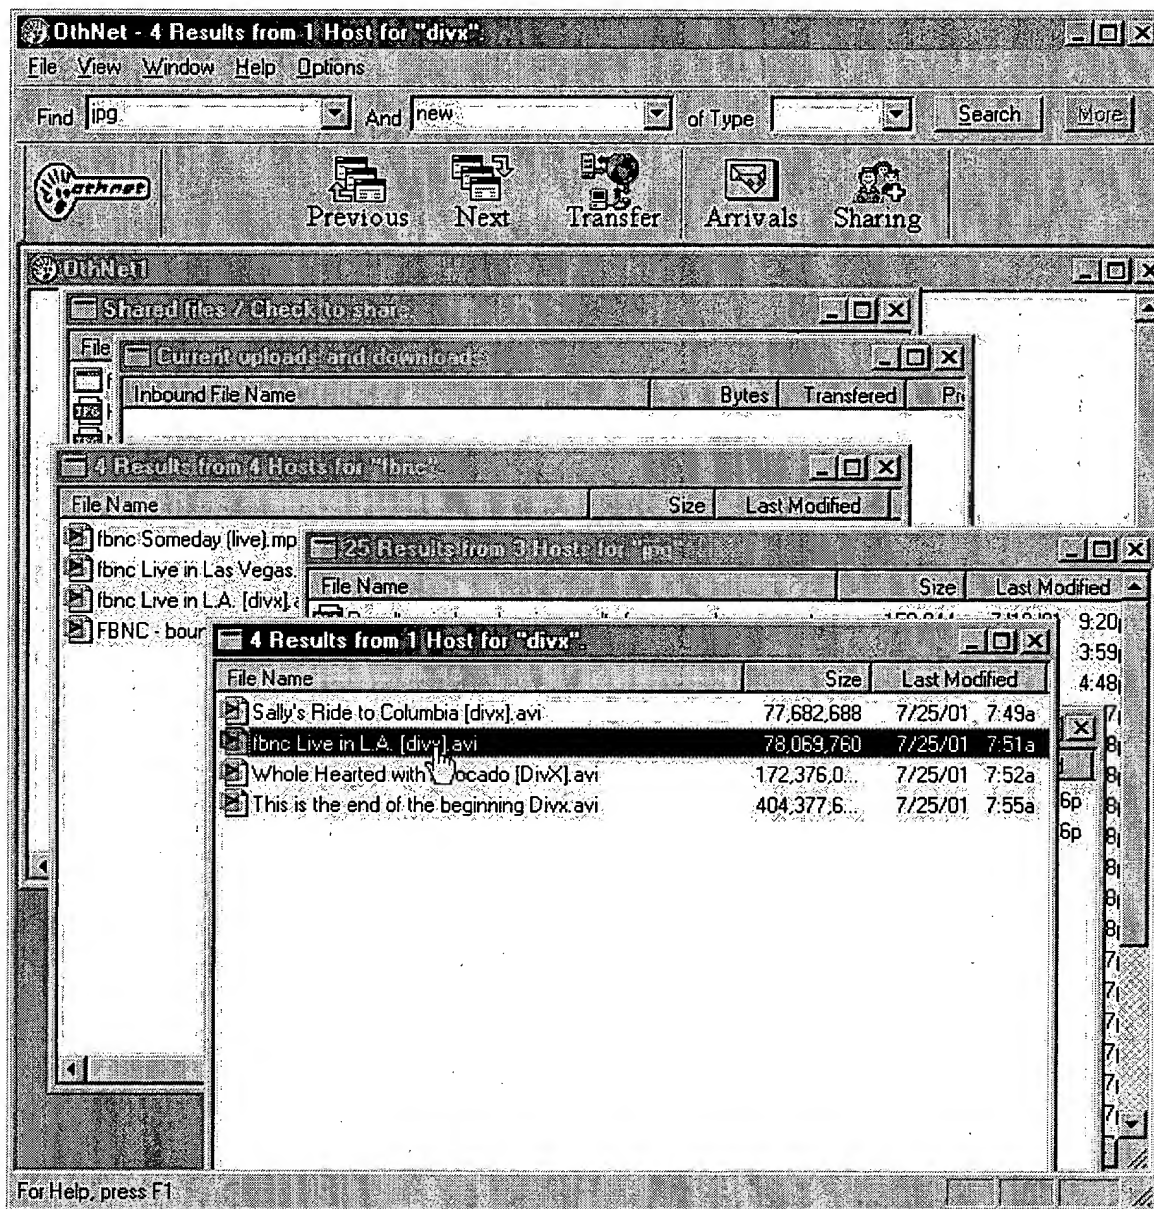 OthNet - 4 Results from 1 Host for "divx".
File View Window Help Options
Find jpg And new of Type Search More
othnet
Previous Next Transfer Arrivals Sharing
OthNet1
Shared files / Check to share.
File
Current uploads and downloads
Inbound File Name Bytes Transfered
4 Results from 4 Hosts for "fbnc".
File Name Size Last Modified
fbnc Someday (live).mp
fbnc Live in Las Vegas.
fbnc Live in L.A. [divx].
FBNC - bour
25 Results from 3 Hosts for "jpg".
File Name Size Last Modified
9:20
3:59
4:48
4 Results from 1 Host for "divx".
File Name Size Last Modified
Sally's Ride to Columbia [divx].avi 77,682,688 7/25/01 7:49a
fbnc Live in L.A. [divx].avi 78,069,760 7/25/01 7:51a
Whole Hearted with [DivX].avi 172,376,0... 7/25/01 7:52a
This is the end of the beginning Divx.avi 404,377,6... 7/25/01 7:55a
6p
6p
For Help, press F1